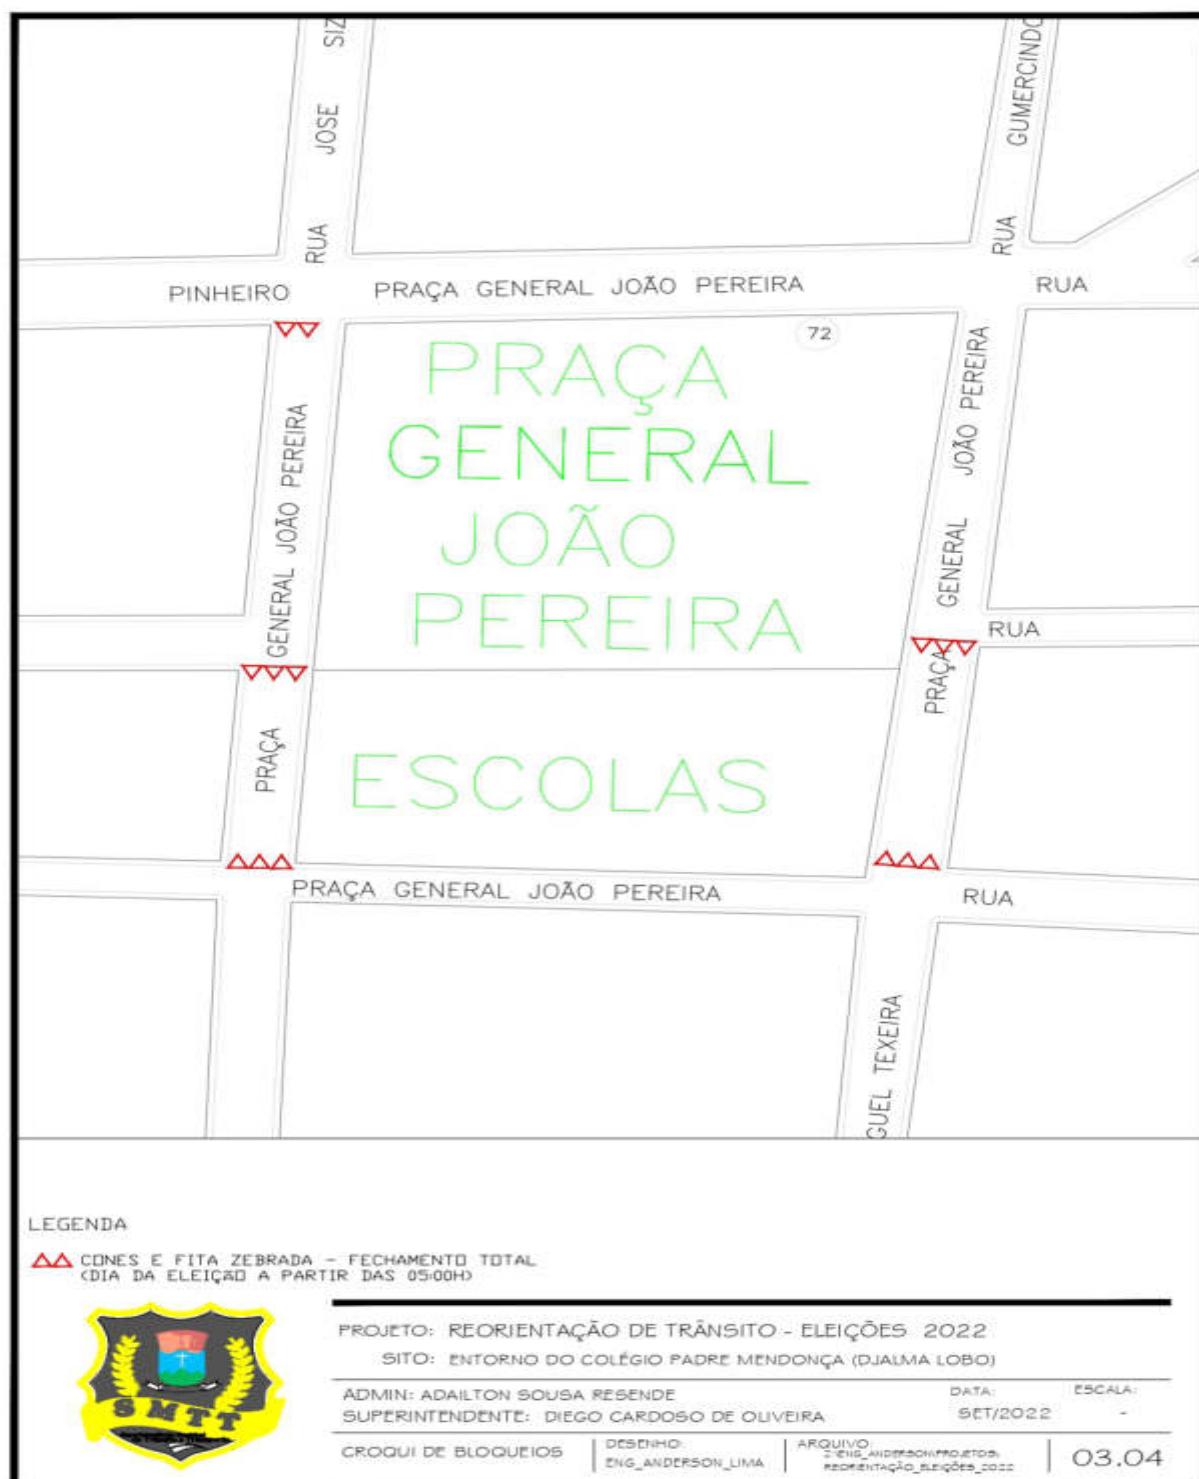 RUA JOSE SIZ
RUA GUMERCINDO
PINHEIRO
PRAÇA GENERAL JOÃO PEREIRA
RUA
72
PRAÇA
GENERAL
JOÃO
PEREIRA
PRAÇA GENERAL JOÃO PEREIRA
PRAÇA GENERAL JOÃO PEREIRA
RUA
ESCOLAS
PRAÇA GENERAL JOÃO PEREIRA
RUA
GUEL TEXEIRA
LEGENDA
CONES E FITA ZEBRADA - FECHAMENTO TOTAL
(DIA DA ELEIÇÃO A PARTIR DAS 05:00H)
SMTT
PROJETO: REORIENTAÇÃO DE TRÂNSITO - ELEIÇÕES 2022
SITO: ENTORNO DO COLÉGIO PADRE MENDONÇA (DJALMA LOBO)
ADMIN: ADAILTON SOUSA RESENDE
SUPERINTENDENTE: DIEGO CARDOSO DE OLIVEIRA
DATA:
SET/2022
ESCALA:
-
CROQUI DE BLOQUEIOS
DESENHO:
ENG_ANDERSON_LIMA
ARQUIVO:
Z:\ENG_ANDERSON\PROJETOS\
REORIENTAÇÃO_ELEIÇÕES_2022
03.04